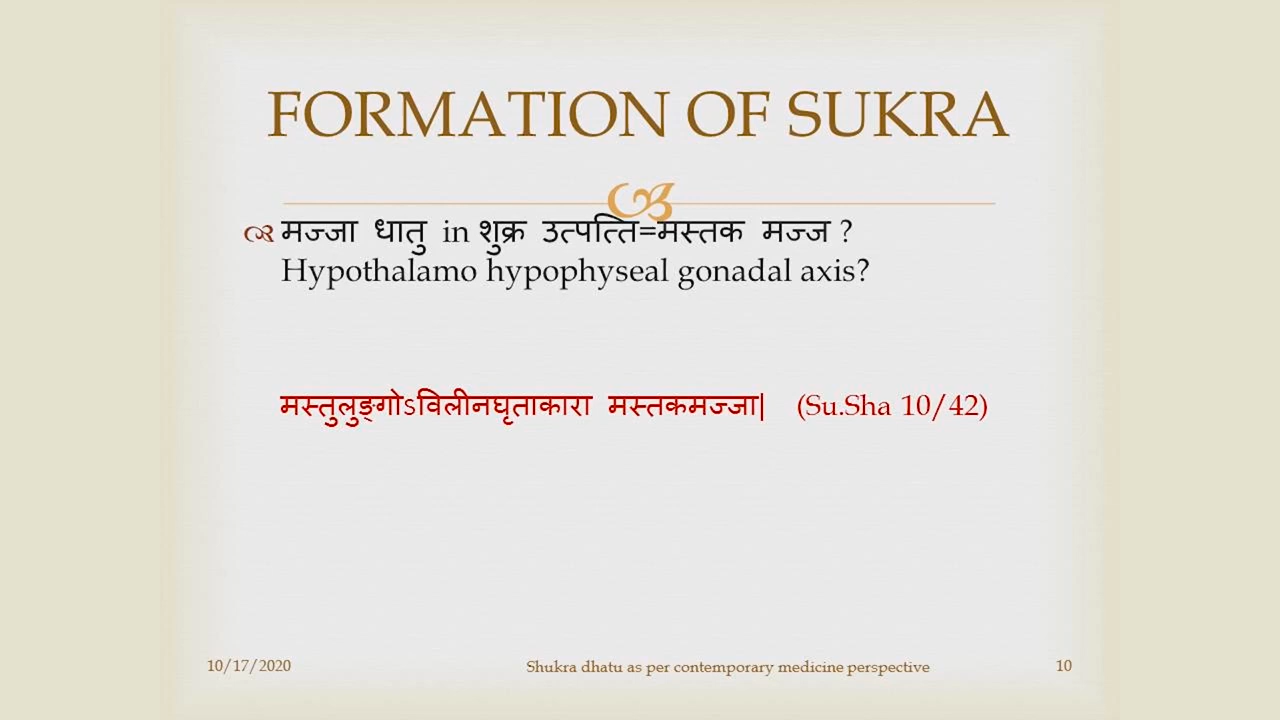 FORMATION OF SUKRA
मज्जा धातु in शुक्र उत्पत्ति=मस्तक मज्ज ?
Hypothalamo hypophyseal gonadal axis?
मस्तुलुङ्गोऽविलीनघृताकारा मस्तकमज्जा| (Su.Sha 10/42)
10/17/2020 Shukra dhatu as per contemporary medicine perspective 10